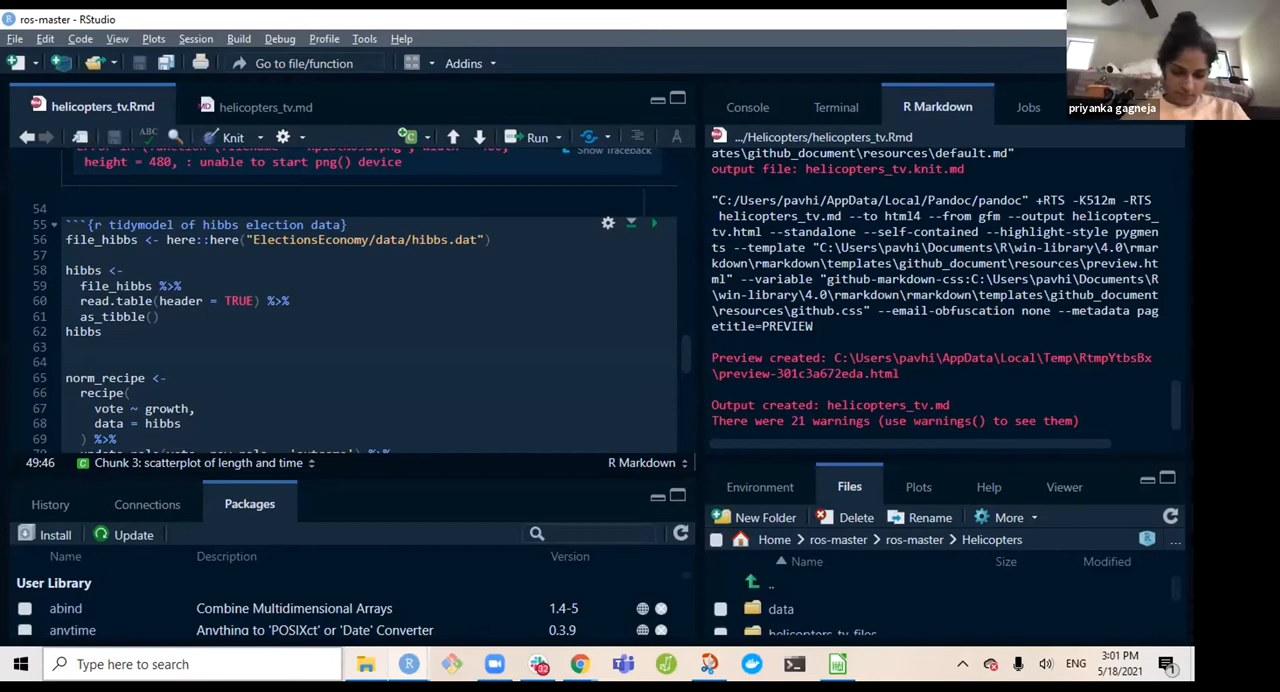 ros-master - RStudio
File Edit Code View Plots Session Build Debug Profile Tools Help
Go to file/function Addins
helicopters_tv.Rmd helicopters_tv.md
ABC Knit Run
height = 480, : unable to start png() device
Show Traceback
54
55 ```{r tidymodel of hibbs election data}
56 file_hibbs <- here::here("ElectionsEconomy/data/hibbs.dat")
57
58 hibbs <-
59 file_hibbs %>%
60 read.table(header = TRUE) %>%
61 as_tibble()
62 hibbs
63
64
65 norm_recipe <-
66 recipe(
67 vote ~ growth,
68 data = hibbs
69 ) %>%
49:46 Chunk 3: scatterplot of length and time R Markdown
History Connections Packages
Install Update
Name Description Version
User Library
abind Combine Multidimensional Arrays 1.4-5
anytime Anything to 'POSIXct' or 'Date' Converter 0.3.9
priyanka gagneja
Console Terminal R Markdown Jobs
.../Helicopters/helicopters_tv.Rmd
ates\github_document\resources\default.md"
output file: helicopters_tv.knit.md
"C:/Users/pavhi/AppData/Local/Pandoc/pandoc" +RTS -K512m -RTS
helicopters_tv.md --to html4 --from gfm --output helicopters_
tv.html --standalone --self-contained --highlight-style pygmen
ts --template "C:\Users\pavhi\Documents\R\win-library\4.0\rmar
kdown\rmarkdown\templates\github_document\resources\preview.ht
ml" --variable "github-markdown-css:C:\Users\pavhi\Documents\R
\win-library\4.0\rmarkdown\rmarkdown\templates\github_document
\resources\github.css" --email-obfuscation none --metadata pag
etitle=PREVIEW
Preview created: C:\Users\pavhi\AppData\Local\Temp\RtmpYtbsBx
\preview-301c3a672eda.html
Output created: helicopters_tv.md
There were 21 warnings (use warnings() to see them)
Environment Files Plots Help Viewer
New Folder Delete Rename More
Home > ros-master > ros-master > Helicopters ...
Name Size Modified
..
data
helicopters_tv_files
Type here to search
32
ENG
3:01 PM
5/18/2021
1